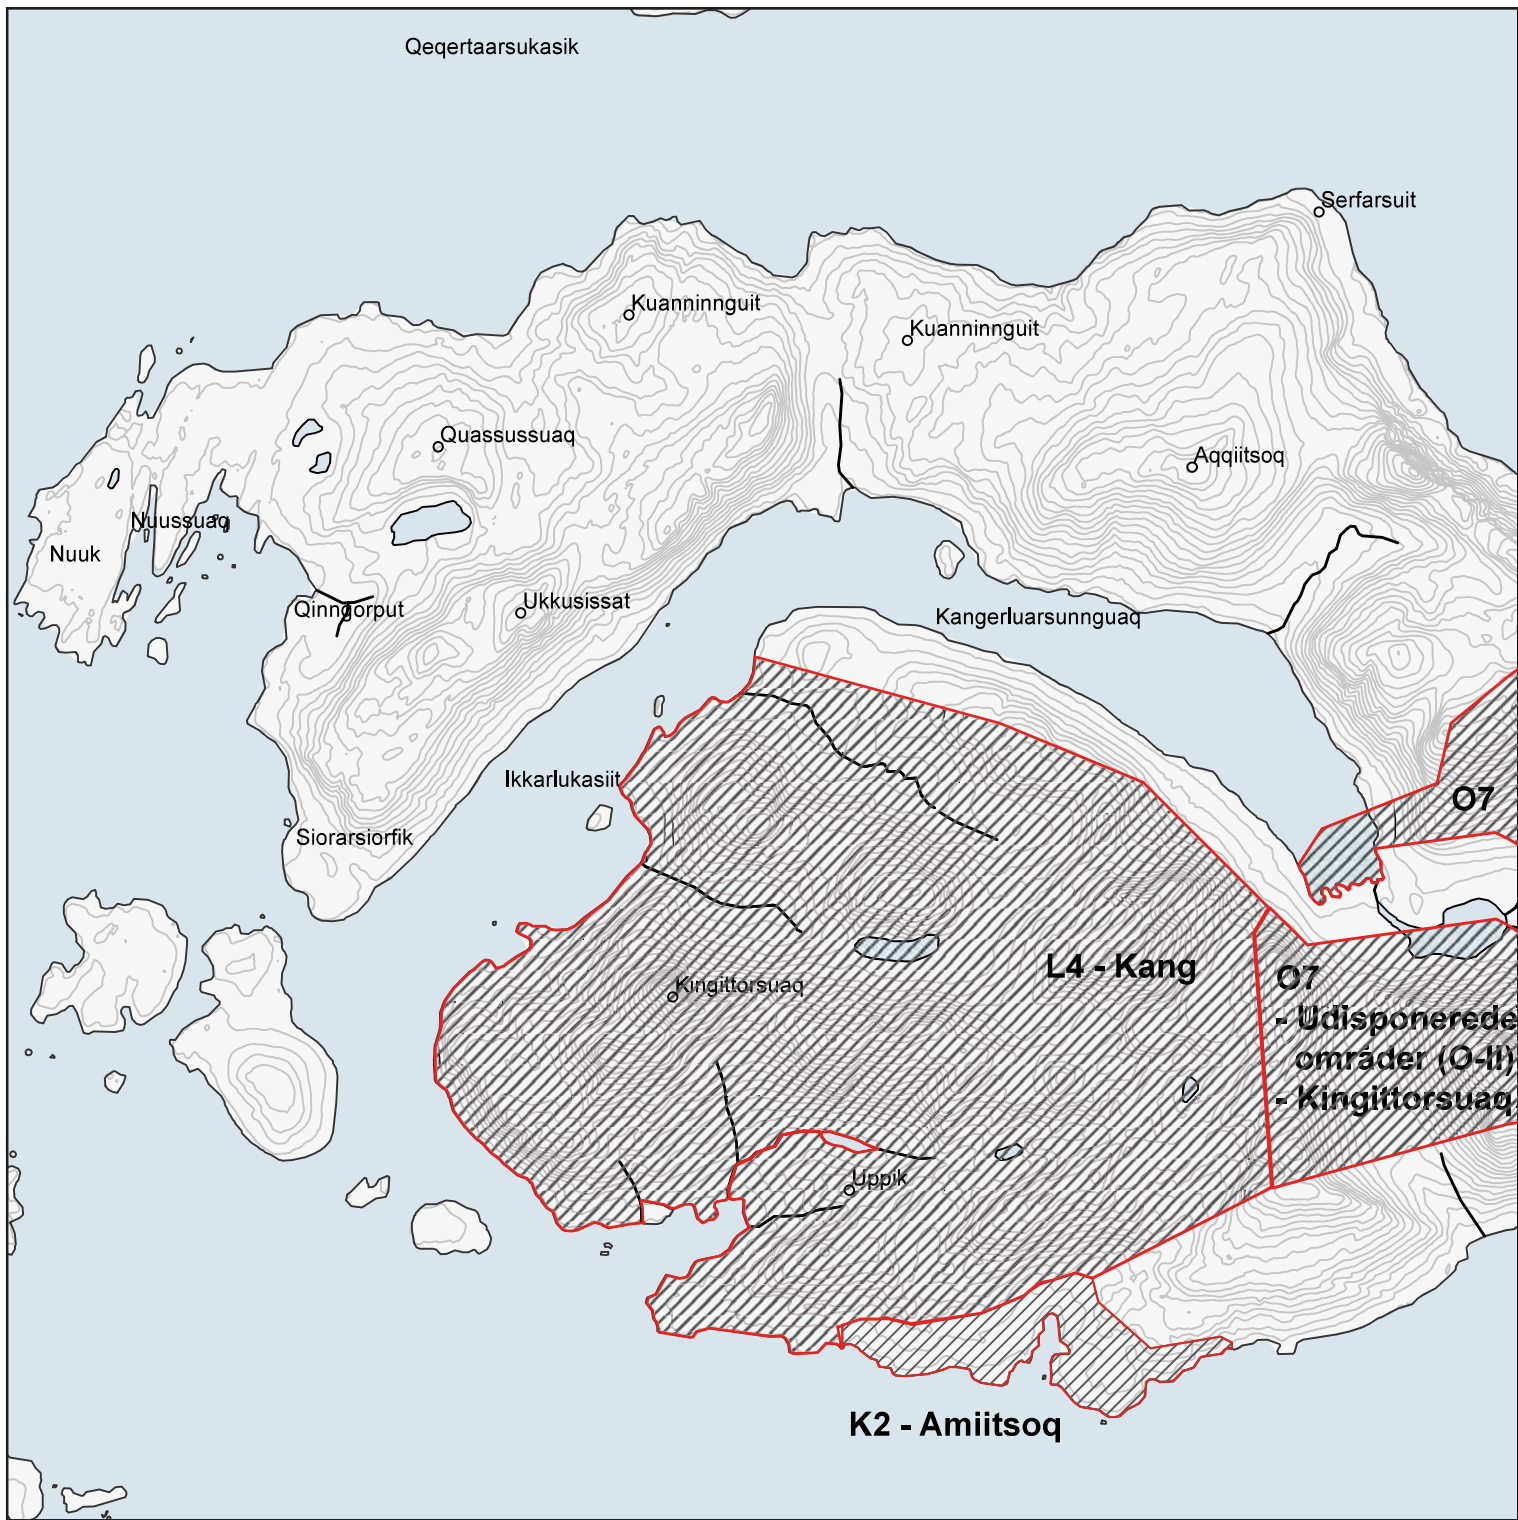 Qeqertaarsukasik
Serfarsuit
Kuanninnguit
Kuanninnguit
Quassussuaq
Aqqiitsoq
Nuussuaq
Nuuk
Qinngorput
Ukkusissat
Kangerluarsunnguaq
Ikkarlukasiit
O7
Siorarsiorfik
L4 - Kang
Kingittorsuaq
O7
- Udisponerede
områder (O-II)
- Kingittorsuaq
Uppik
K2 - Amiitsoq